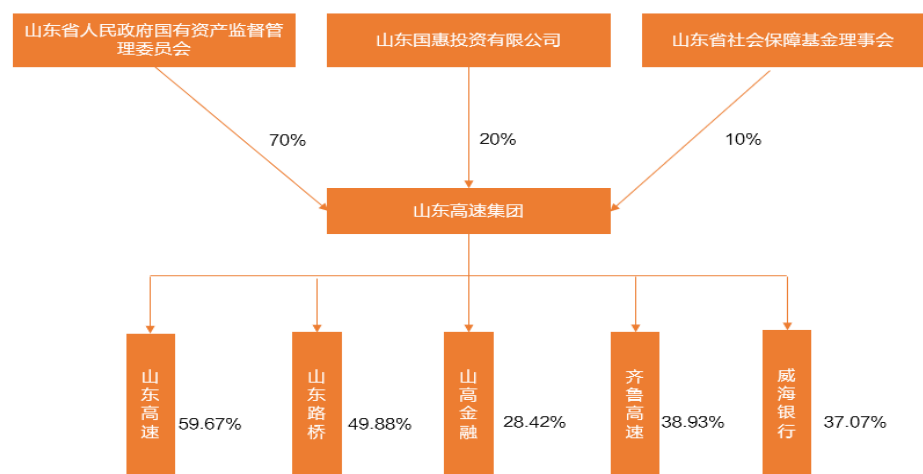 山东省人民政府国有资产监督管
理委员会
山东国惠投资有限公司
山东省社会保障基金理事会
70%
20%
10%
山东高速集团
山东高速
59.67%
山东路桥
49.88%
山高金融
28.42%
齐鲁高速
38.93%
威海银行
37.07%